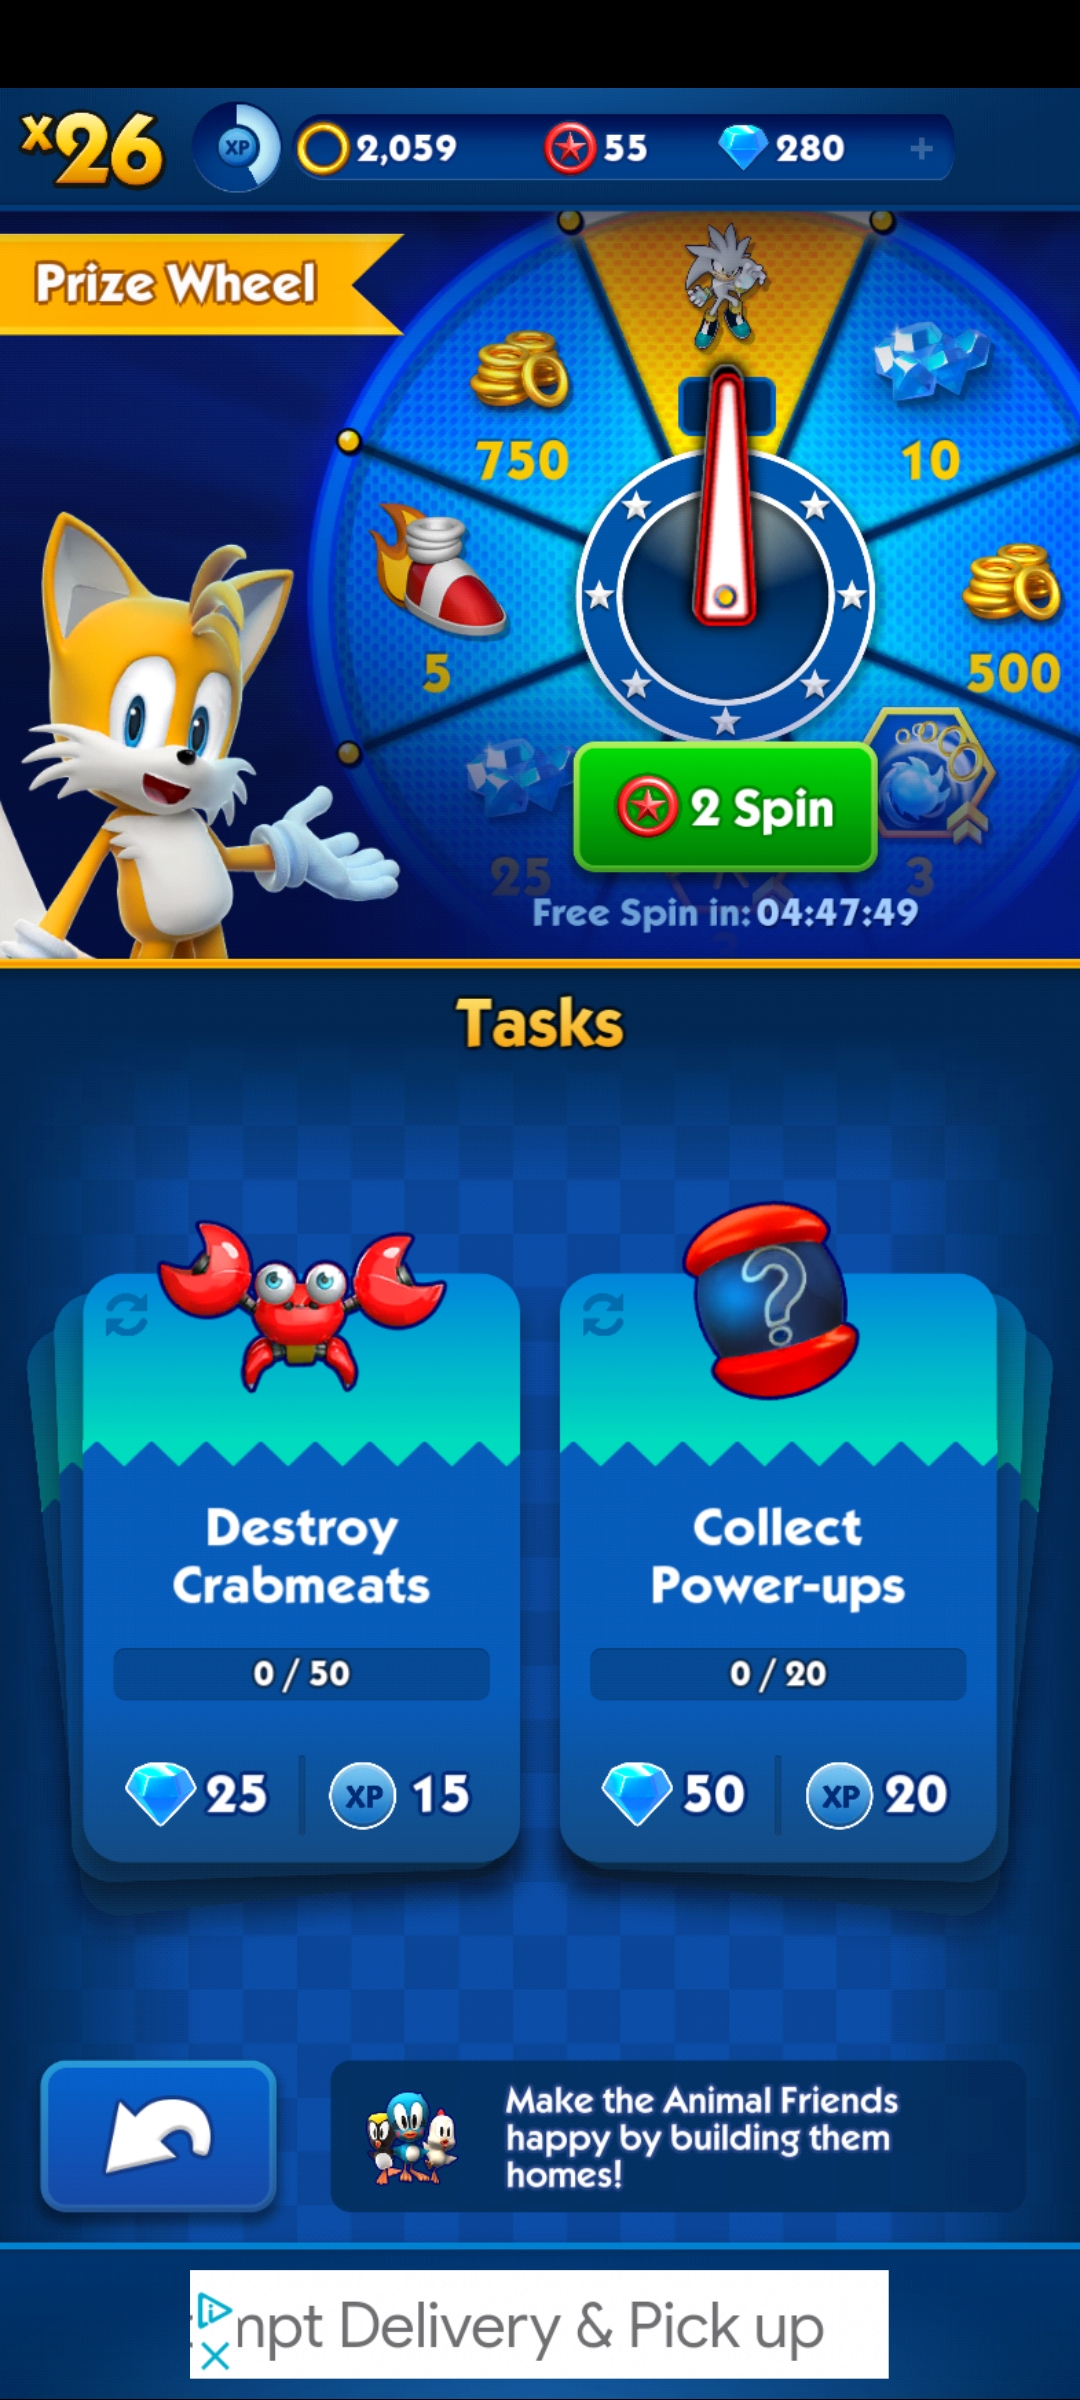 x26
XP
2,059
55
280
+
Prize Wheel
750
10
5
500
2 Spin
25
3
Free Spin in: 04:47:49
Tasks
?
Destroy
Crabmeats
0 / 50
25
XP
15
Collect
Power-ups
0 / 20
50
XP
20
Make the Animal Friends
happy by building them
homes!
mpt Delivery & Pick up